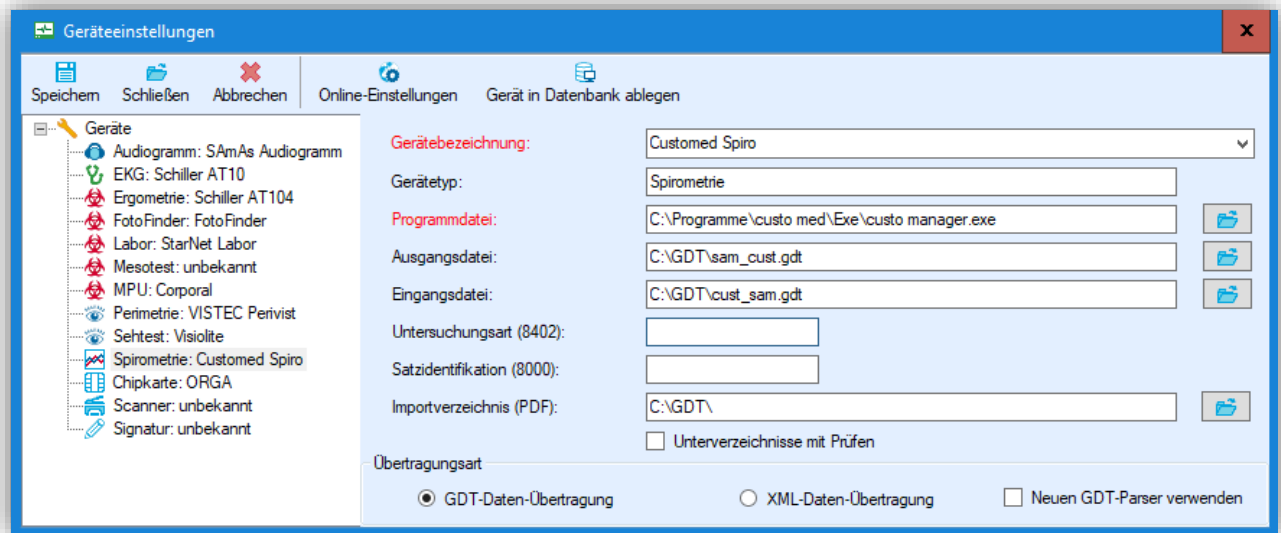 Geräteeinstellungen
x
Speichern Schließen Abbrechen Online-Einstellungen Gerät in Datenbank ablegen
Geräte
Audiogramm: SAmAs Audiogramm
EKG: Schiller AT10
Ergometrie: Schiller AT104
FotoFinder: FotoFinder
Labor: StarNet Labor
Mesotest: unbekannt
MPU: Corporal
Perimetrie: VISTEC Perivist
Sehtest: Visiolite
Spirometrie: Customed Spiro
Chipkarte: ORGA
Scanner: unbekannt
Signatur: unbekannt
Gerätebezeichnung: Customed Spiro
Gerätetyp: Spirometrie
Programmdatei: C:\Programme\custo med\Exe\custo manager.exe
Ausgangsdatei: C:\GDT\sam_cust.gdt
Eingangsdatei: C:\GDT\cust_sam.gdt
Untersuchungsart (8402):
Satzidentifikation (8000):
Importverzeichnis (PDF): C:\GDT\
Unterverzeichnisse mit Prüfen
Übertragungsart
GDT-Daten-Übertragung XML-Daten-Übertragung Neuen GDT-Parser verwenden